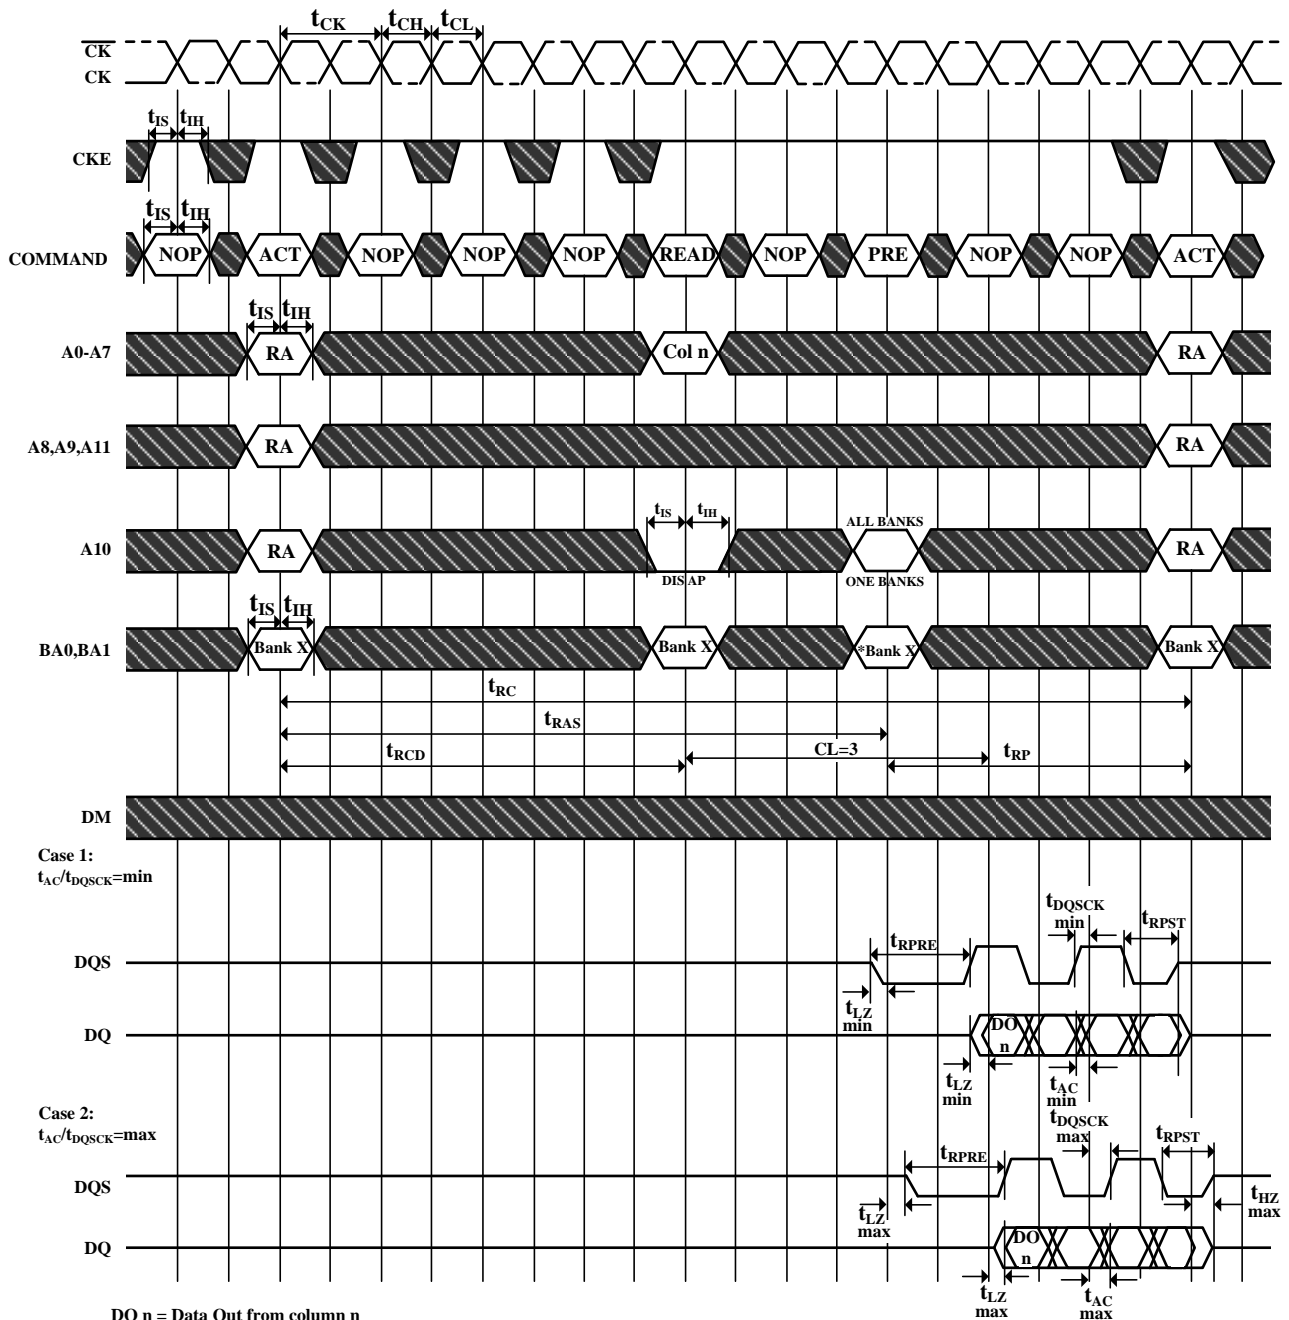 tCK tCH tCL
CK
CK
tIS tIH
CKE
tIS tIH
COMMAND NOP ACT NOP NOP NOP READ NOP PRE NOP NOP ACT
tIS tIH
A0-A7 RA Col n RA
A8,A9,A11 RA RA
tIS tIH ALL BANKS
A10 RA RA
DIS AP ONE BANKS
tIS tIH
BA0,BA1 Bank X Bank X *Bank X Bank X
tRC
tRAS
tRCD CL=3 tRP
DM
Case 1:
tAC/tDQSCK=min
tDQSCK
min
tRPST
tRPRE
DQS
tLZ
min
DQ DO
n
tLZ
min
tAC
min
Case 2:
tAC/tDQSCK=max
tDQSCK
max
tRPST
tRPRE
DQS
tLZ
max
tHZ
max
DQ DO
n
tLZ
max
tAC
max
DO n = Data Out from column n